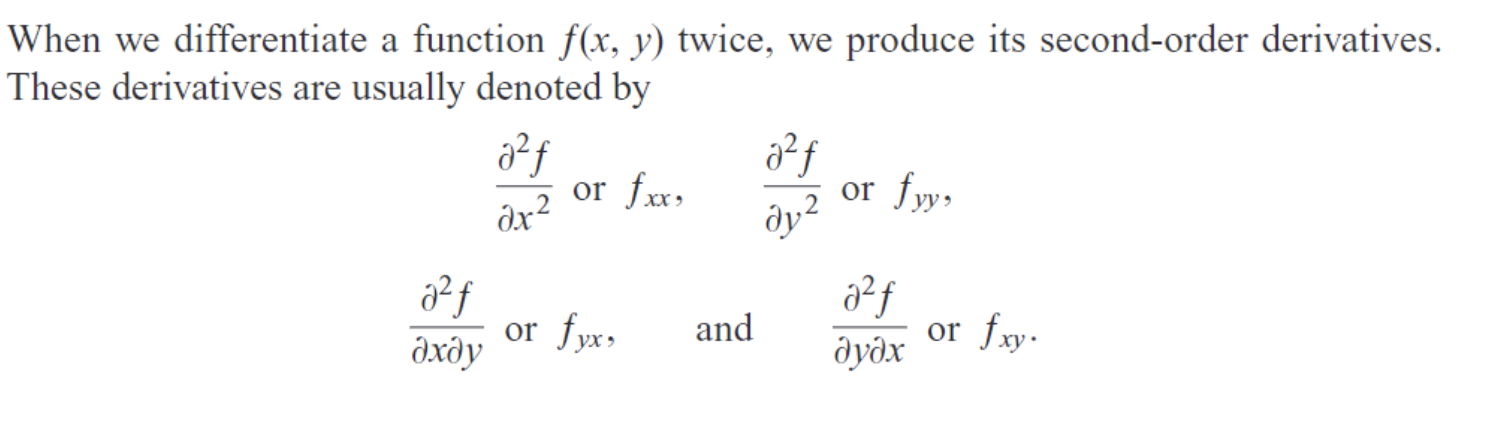 When we differentiate a function f(x, y) twice, we produce its second-order derivatives.
These derivatives are usually denoted by
∂²f/∂x² or fₓₓ, ∂²f/∂y² or f_yy,
∂²f/∂x∂y or f_yx, and ∂²f/∂y∂x or f_xy.